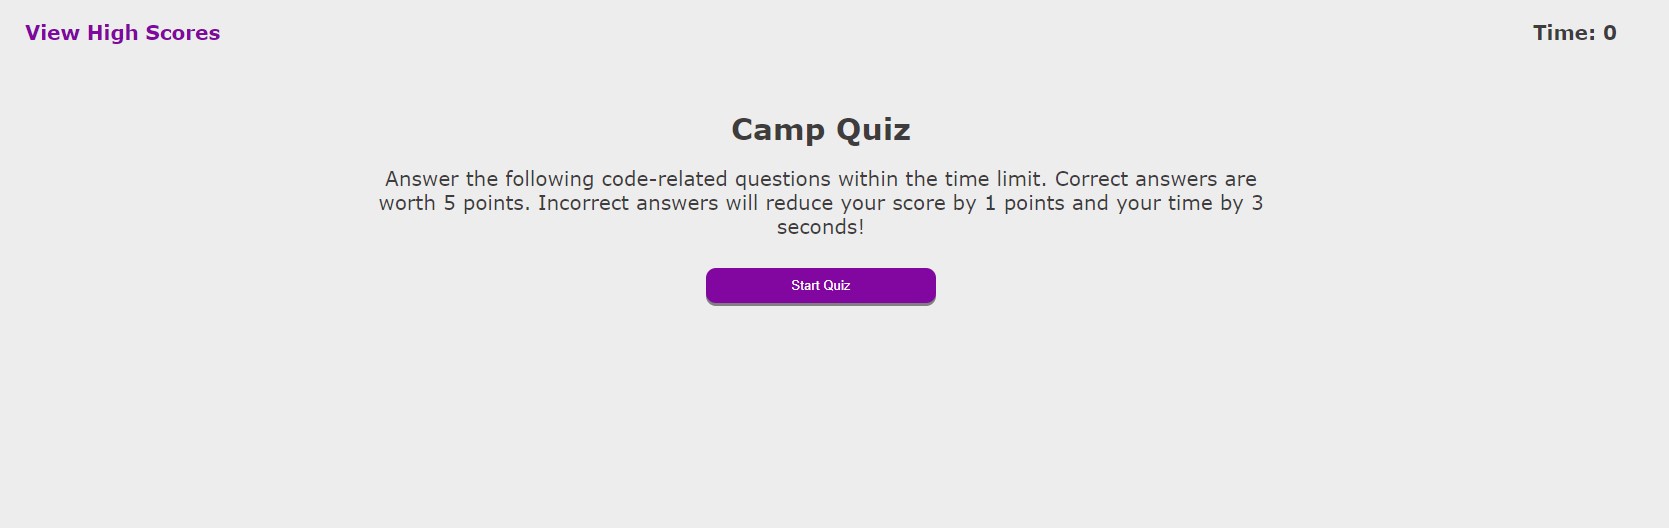 View High Scores
Time: 0
Camp Quiz
Answer the following code-related questions within the time limit. Correct answers are
worth 5 points. Incorrect answers will reduce your score by 1 points and your time by 3
seconds!
Start Quiz